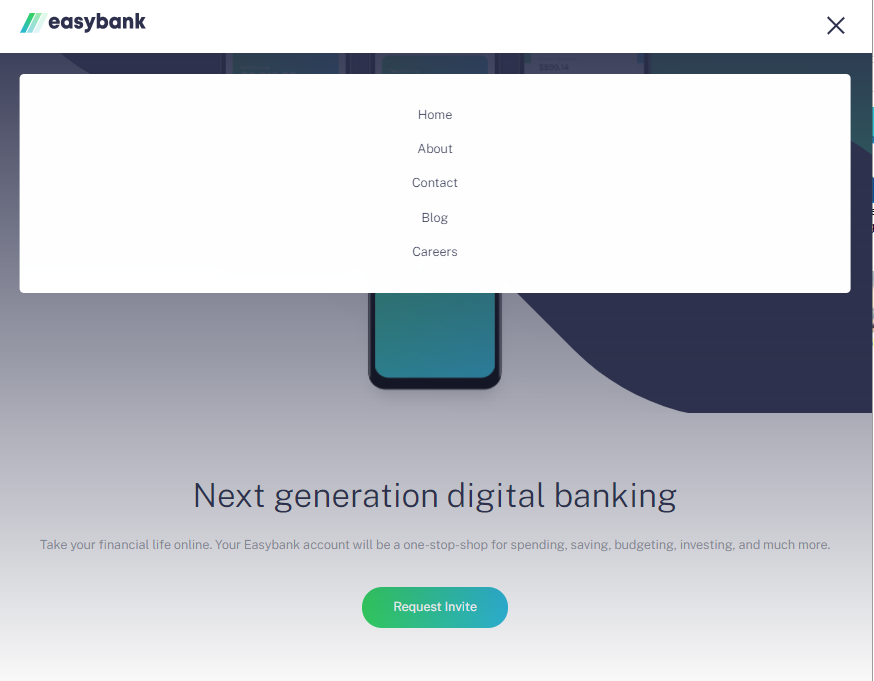 easybank
Home
About
Contact
Blog
Careers
Next generation digital banking
Take your financial life online. Your Easybank account will be a one-stop-shop for spending, saving, budgeting, investing, and much more.
Request Invite